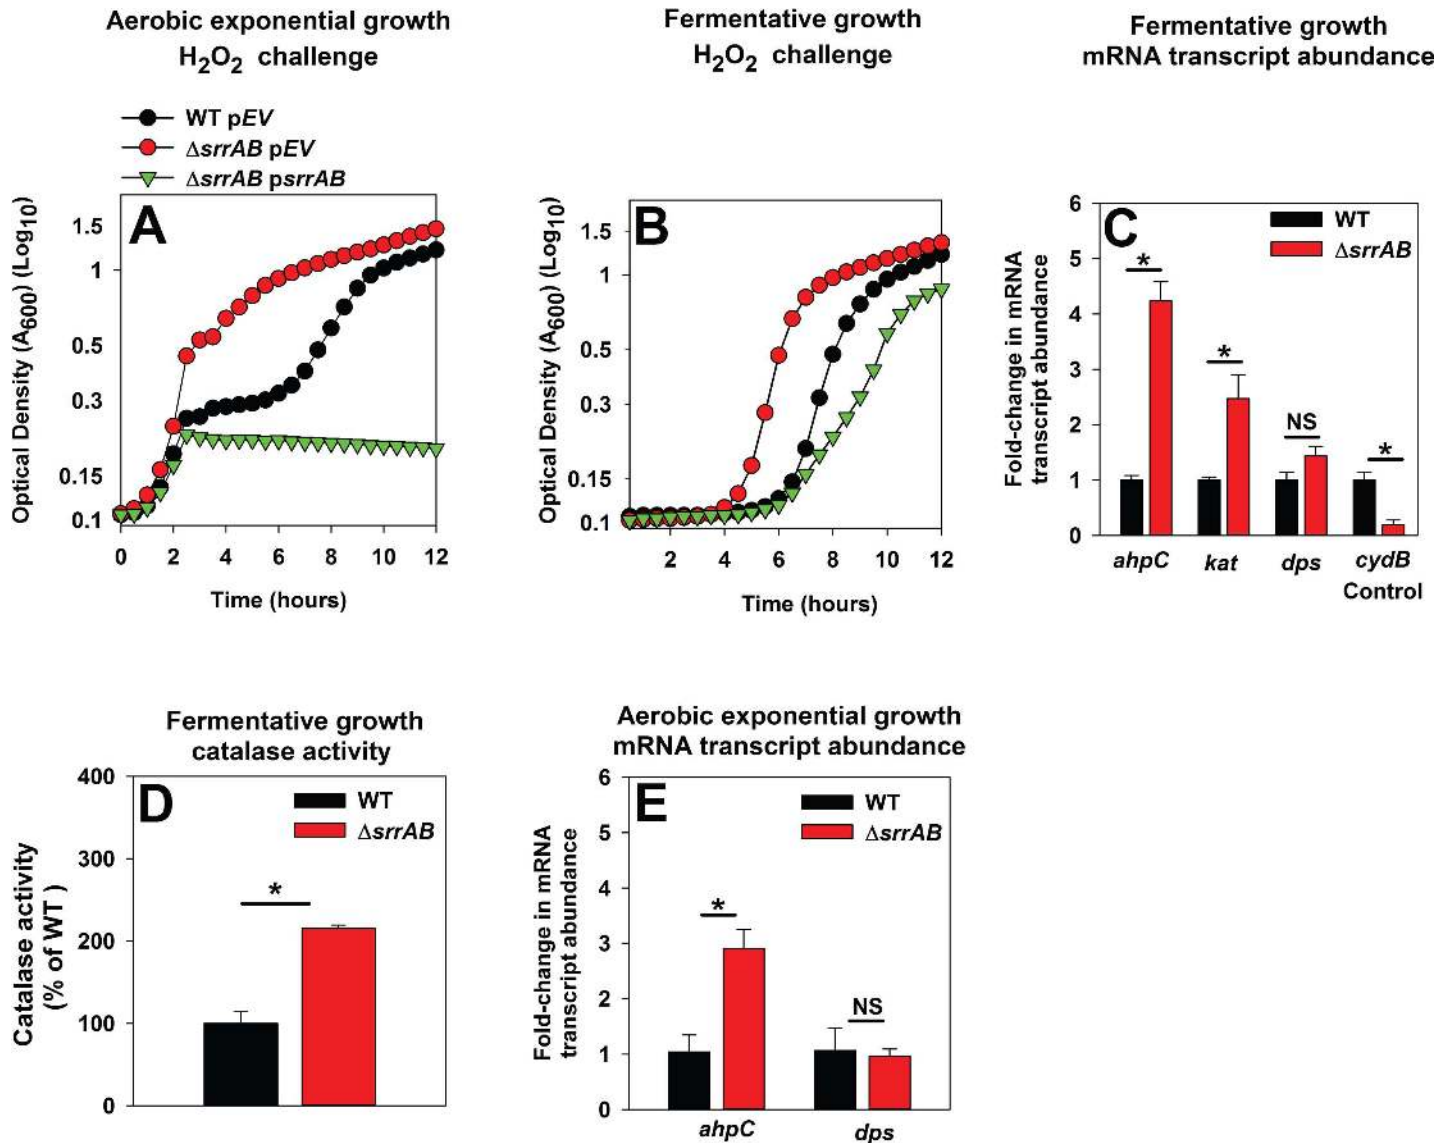 Aerobic exponential growth
H₂O₂ challenge
WT pEV
ΔsrrAB pEV
ΔsrrAB psrrAB
A
Optical Density (A₆₀₀) (Log₁₀)
1.5
1
0.5
0.3
0.15
0.1
0 2 4 6 8 10 12
Time (hours)
Fermentative growth
H₂O₂ challenge
B
Optical Density (A₆₀₀) (Log₁₀)
1.5
1
0.5
0.3
0.15
0.1
2 4 6 8 10 12
Time (hours)
Fermentative growth
mRNA transcript abundance
C
WT
ΔsrrAB
Fold-change in mRNA
transcript abundance
6
5
4
3
2
1
0
* * NS *
ahpC kat dps cydB
Control
Fermentative growth
catalase activity
D
WT
ΔsrrAB
Catalase activity
(% of WT )
400
300
200
100
0
*
Aerobic exponential growth
mRNA transcript abundance
E
WT
ΔsrrAB
Fold-change in mRNA
transcript abundance
6
5
4
3
2
1
0
* NS
ahpC dps